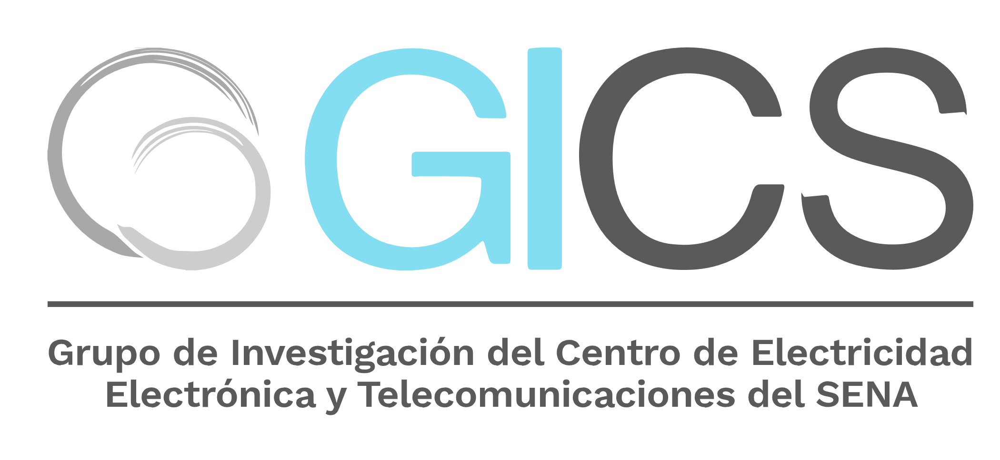 GICS
Grupo de Investigación del Centro de Electricidad
Electrónica y Telecomunicaciones del SENA